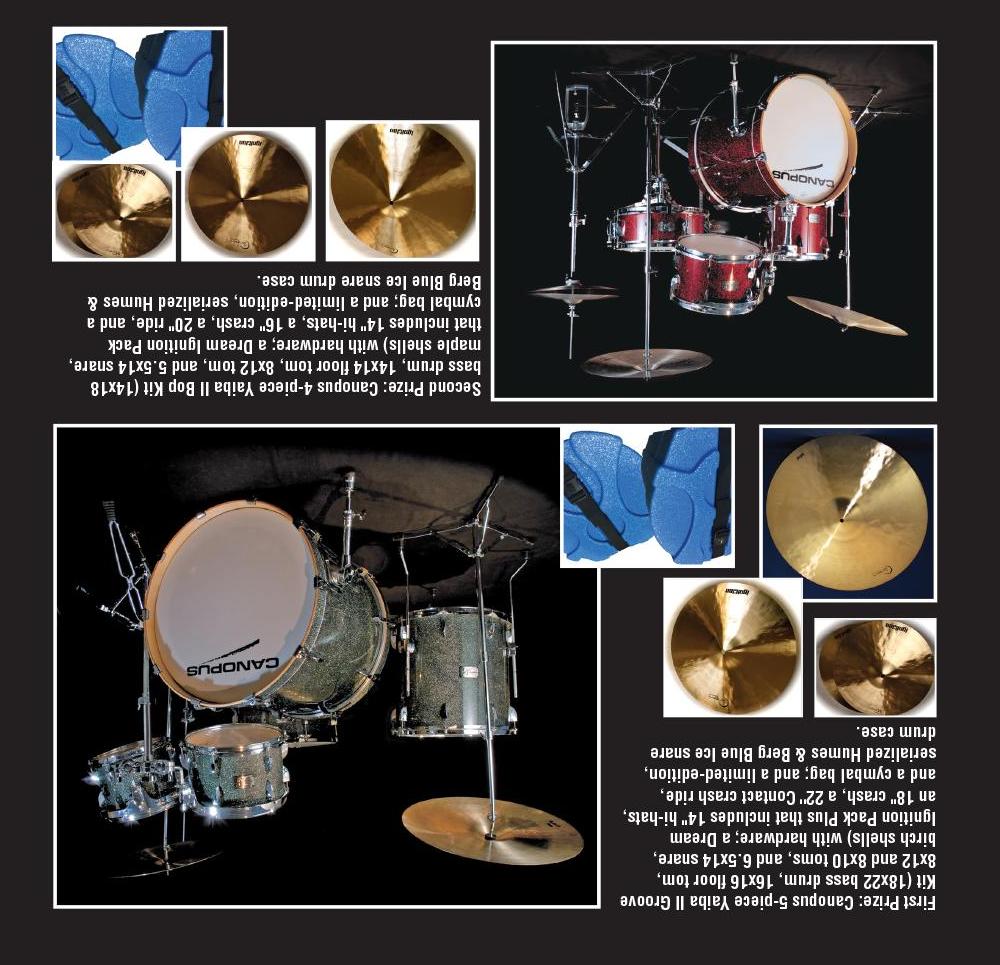 First Prize: Canopus 5-piece Yaiba II Groove
Kit (18x22 bass drum, 16x16 floor tom,
8x12 and 8x10 toms, and 6.5x14 snare,
birch shells) with hardware; a Dream
Ignition Pack Plus that includes 14" hi-hats,
an 18" crash, a 22" Contact crash ride,
and a cymbal bag; and a limited-edition,
serialized Humes & Berg Blue Ice snare
drum case.
CANOPUS
Ignition
Ignition
Second Prize: Canopus 4-piece Yaiba II Bop Kit (14x18
bass drum, 14x14 floor tom, 8x12 tom, and 5.5x14 snare,
maple shells) with hardware; a Dream Ignition Pack
that includes 14" hi-hats, a 16" crash, a 20" ride, and a
cymbal bag; and a limited-edition, serialized Humes &
Berg Blue Ice snare drum case.
CANOPUS
Ignition
Ignition
Ignition